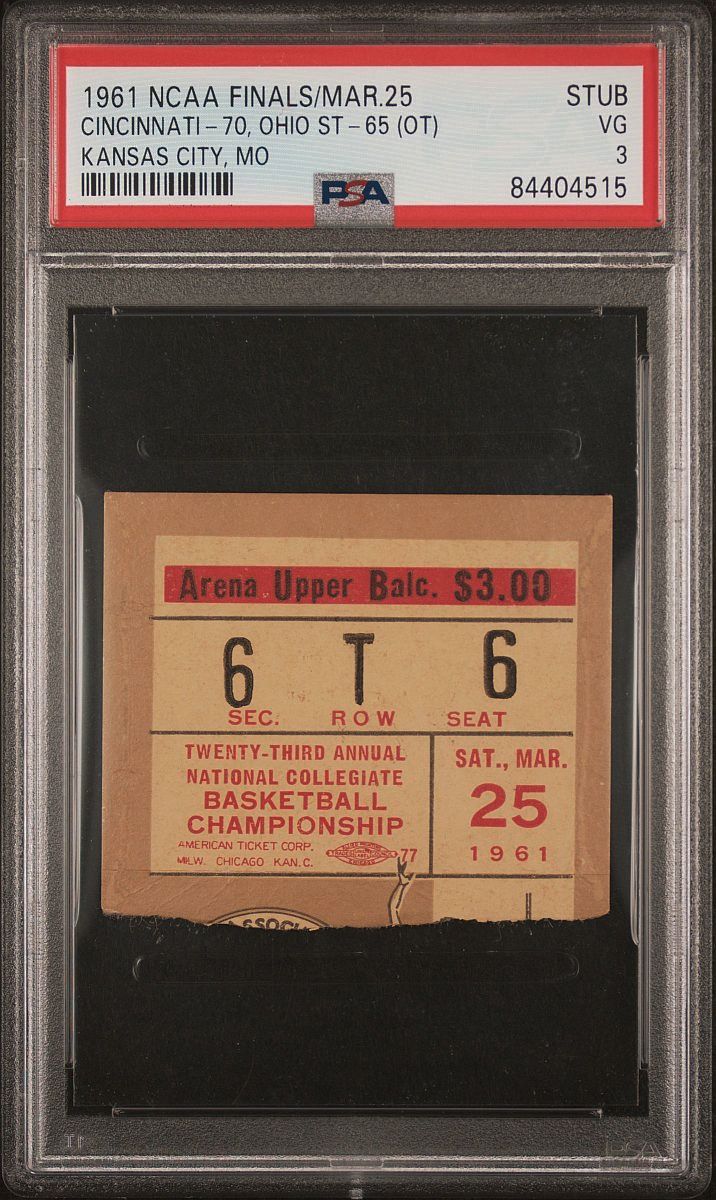 1961 NCAA FINALS/MAR.25 STUB
CINCINNATI-70, OHIO ST-65 (OT) VG
KANSAS CITY, MO 3
PSA 84404515
Arena Upper Balc. $3.00
6 T 6
SEC. ROW SEAT
TWENTY-THIRD ANNUAL
NATIONAL COLLEGIATE
BASKETBALL
CHAMPIONSHIP
AMERICAN TICKET CORP.
MILW. CHICAGO KAN.C. 77
SAT., MAR.
25
1961
ASSOCI
PSA